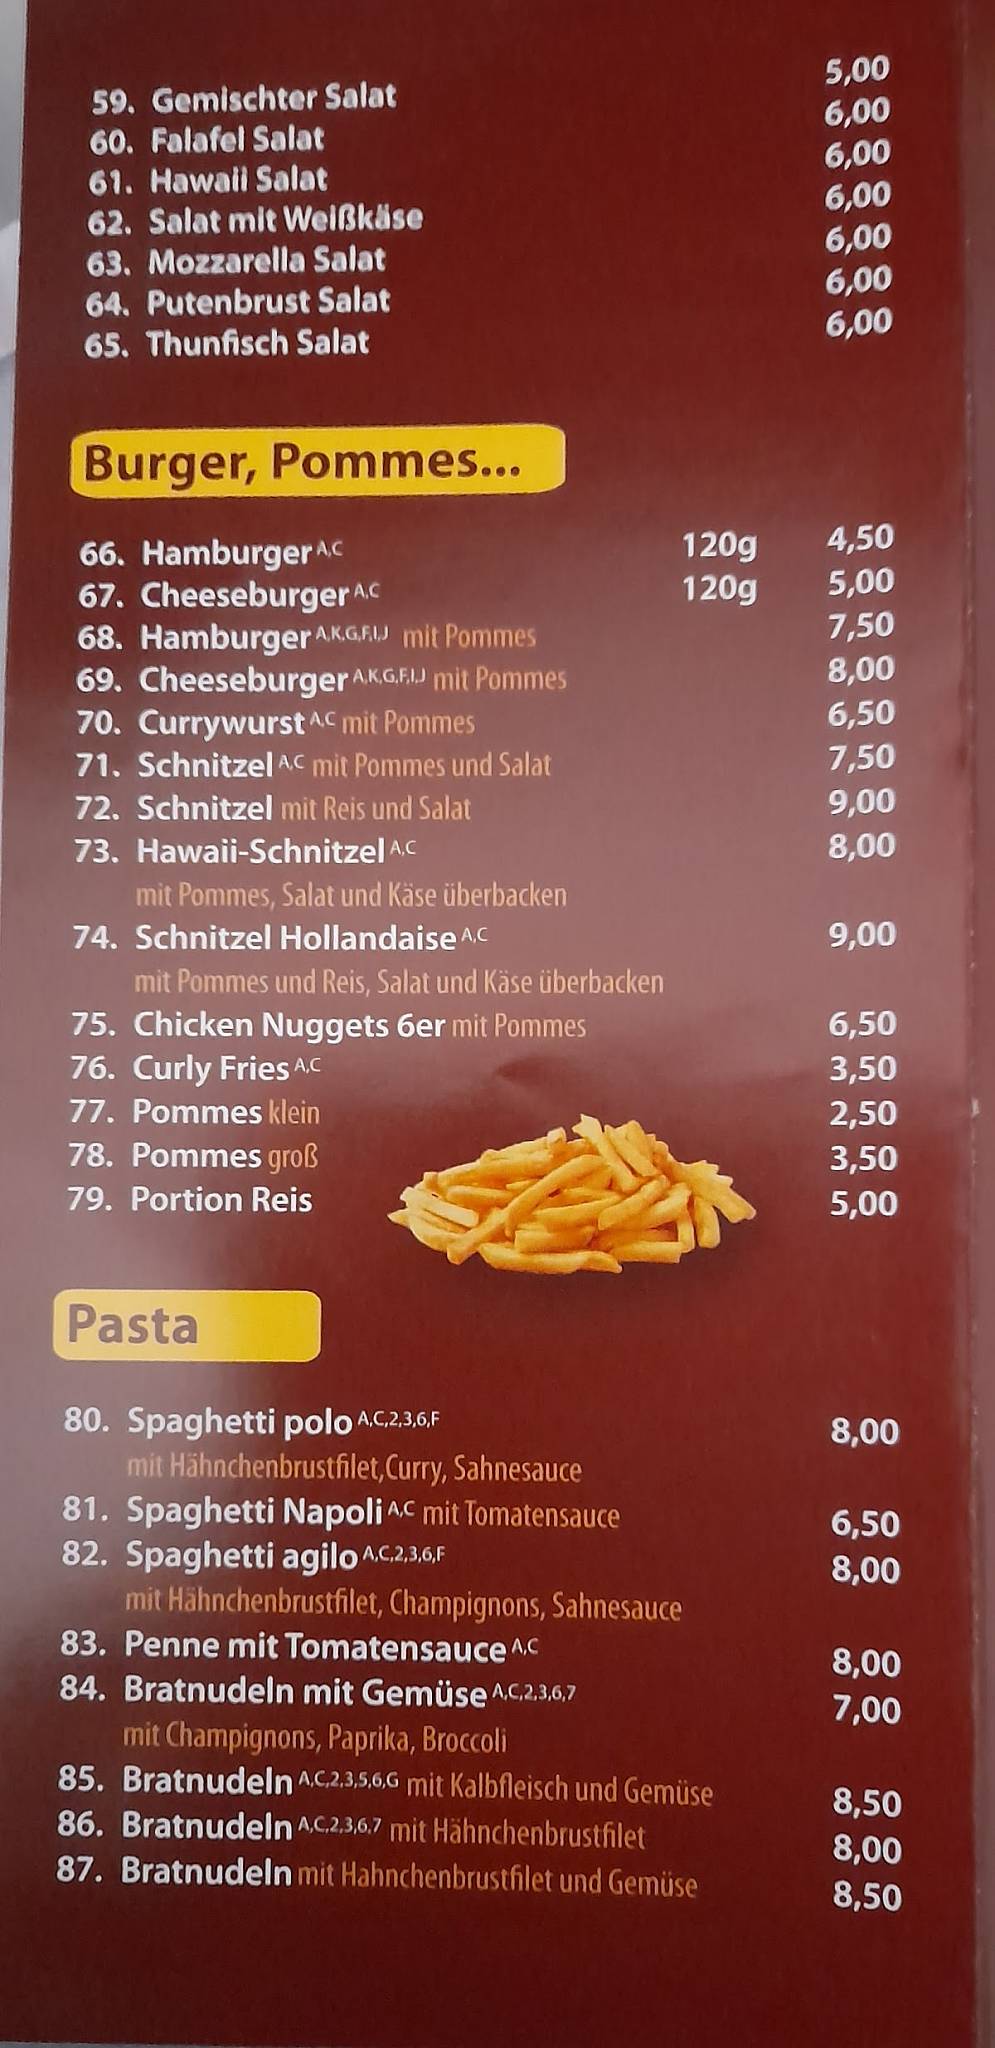 59. Gemischter Salat 5,00
60. Falafel Salat 6,00
61. Hawaii Salat 6,00
62. Salat mit Weißkäse 6,00
63. Mozzarella Salat 6,00
64. Putenbrust Salat 6,00
65. Thunfisch Salat 6,00
Burger, Pommes...
66. Hamburger A,C 120g 4,50
67. Cheeseburger A,C 120g 5,00
68. Hamburger A,K,G,F,I,J mit Pommes 7,50
69. Cheeseburger A,K,G,F,I,J mit Pommes 8,00
70. Currywurst A,C mit Pommes 6,50
71. Schnitzel A,C mit Pommes und Salat 7,50
72. Schnitzel mit Reis und Salat 9,00
73. Hawaii-Schnitzel A,C 8,00
mit Pommes, Salat und Käse überbacken
74. Schnitzel Hollandaise A,C 9,00
mit Pommes und Reis, Salat und Käse überbacken
75. Chicken Nuggets 6er mit Pommes 6,50
76. Curly Fries A,C 3,50
77. Pommes klein 2,50
78. Pommes groß 3,50
79. Portion Reis 5,00
Pasta
80. Spaghetti polo A,C,2,3,6,F 8,00
mit Hähnchenbrustfilet,Curry, Sahnesauce
81. Spaghetti Napoli A,C mit Tomatensauce 6,50
82. Spaghetti agilo A,C,2,3,6,F 8,00
mit Hähnchenbrustfilet, Champignons, Sahnesauce
83. Penne mit Tomatensauce A,C 8,00
84. Bratnudeln mit Gemüse A,C,2,3,6,7 7,00
mit Champignons, Paprika, Broccoli
85. Bratnudeln A,C,2,3,5,6,G mit Kalbfleisch und Gemüse 8,50
86. Bratnudeln A,C,2,3,6,7 mit Hähnchenbrustfilet 8,00
87. Bratnudeln mit Hahnchenbrustfilet und Gemüse 8,50